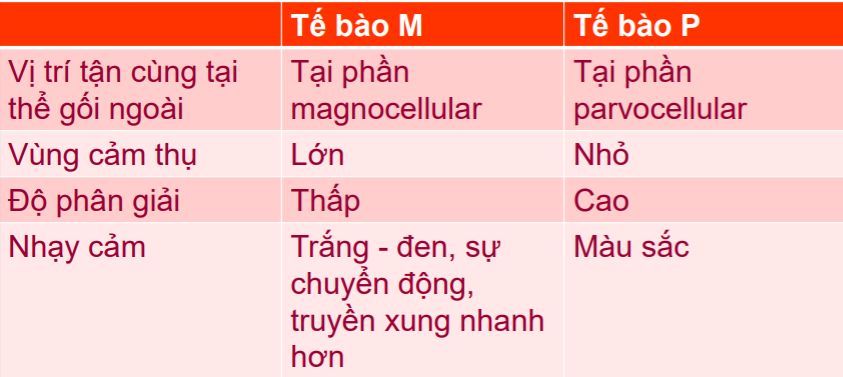 Tế bào M Tế bào P
Vị trí tận cùng tại thể gối ngoài Tại phần magnocellular Tại phần parvocellular
Vùng cảm thụ Lớn Nhỏ
Độ phân giải Thấp Cao
Nhạy cảm Trắng - đen, sự chuyển động, truyền xung nhanh hơn Màu sắc